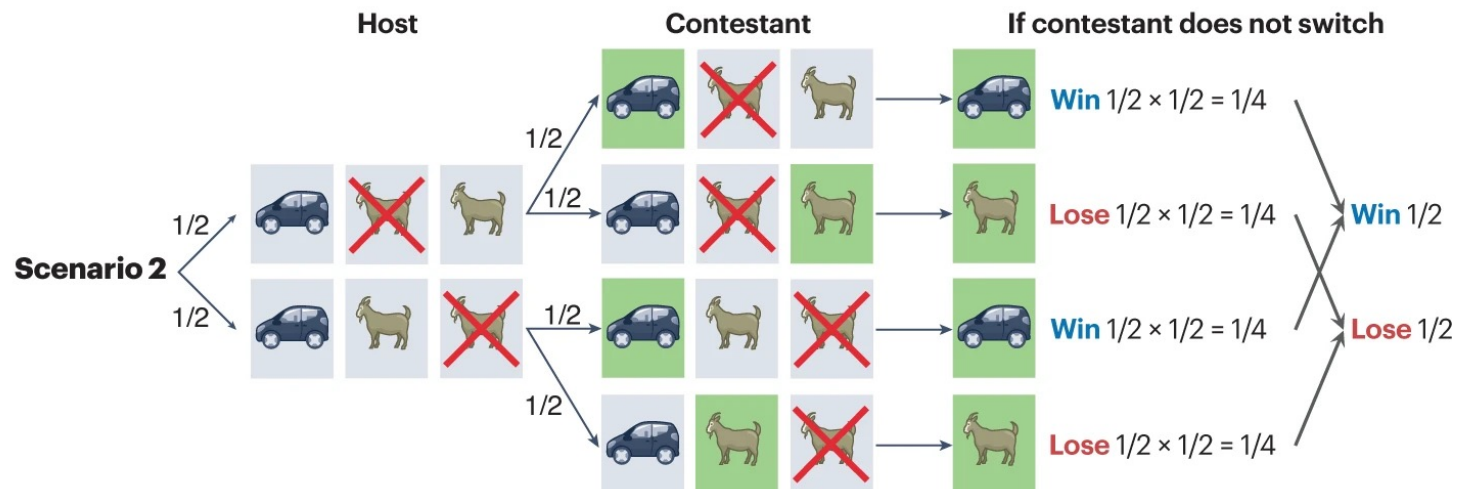 Host
Contestant
If contestant does not switch
Scenario 2
1/2
1/2
1/2
1/2
1/2
1/2
Win 1/2 × 1/2 = 1/4
Lose 1/2 × 1/2 = 1/4
Win 1/2 × 1/2 = 1/4
Lose 1/2 × 1/2 = 1/4
Win 1/2
Lose 1/2